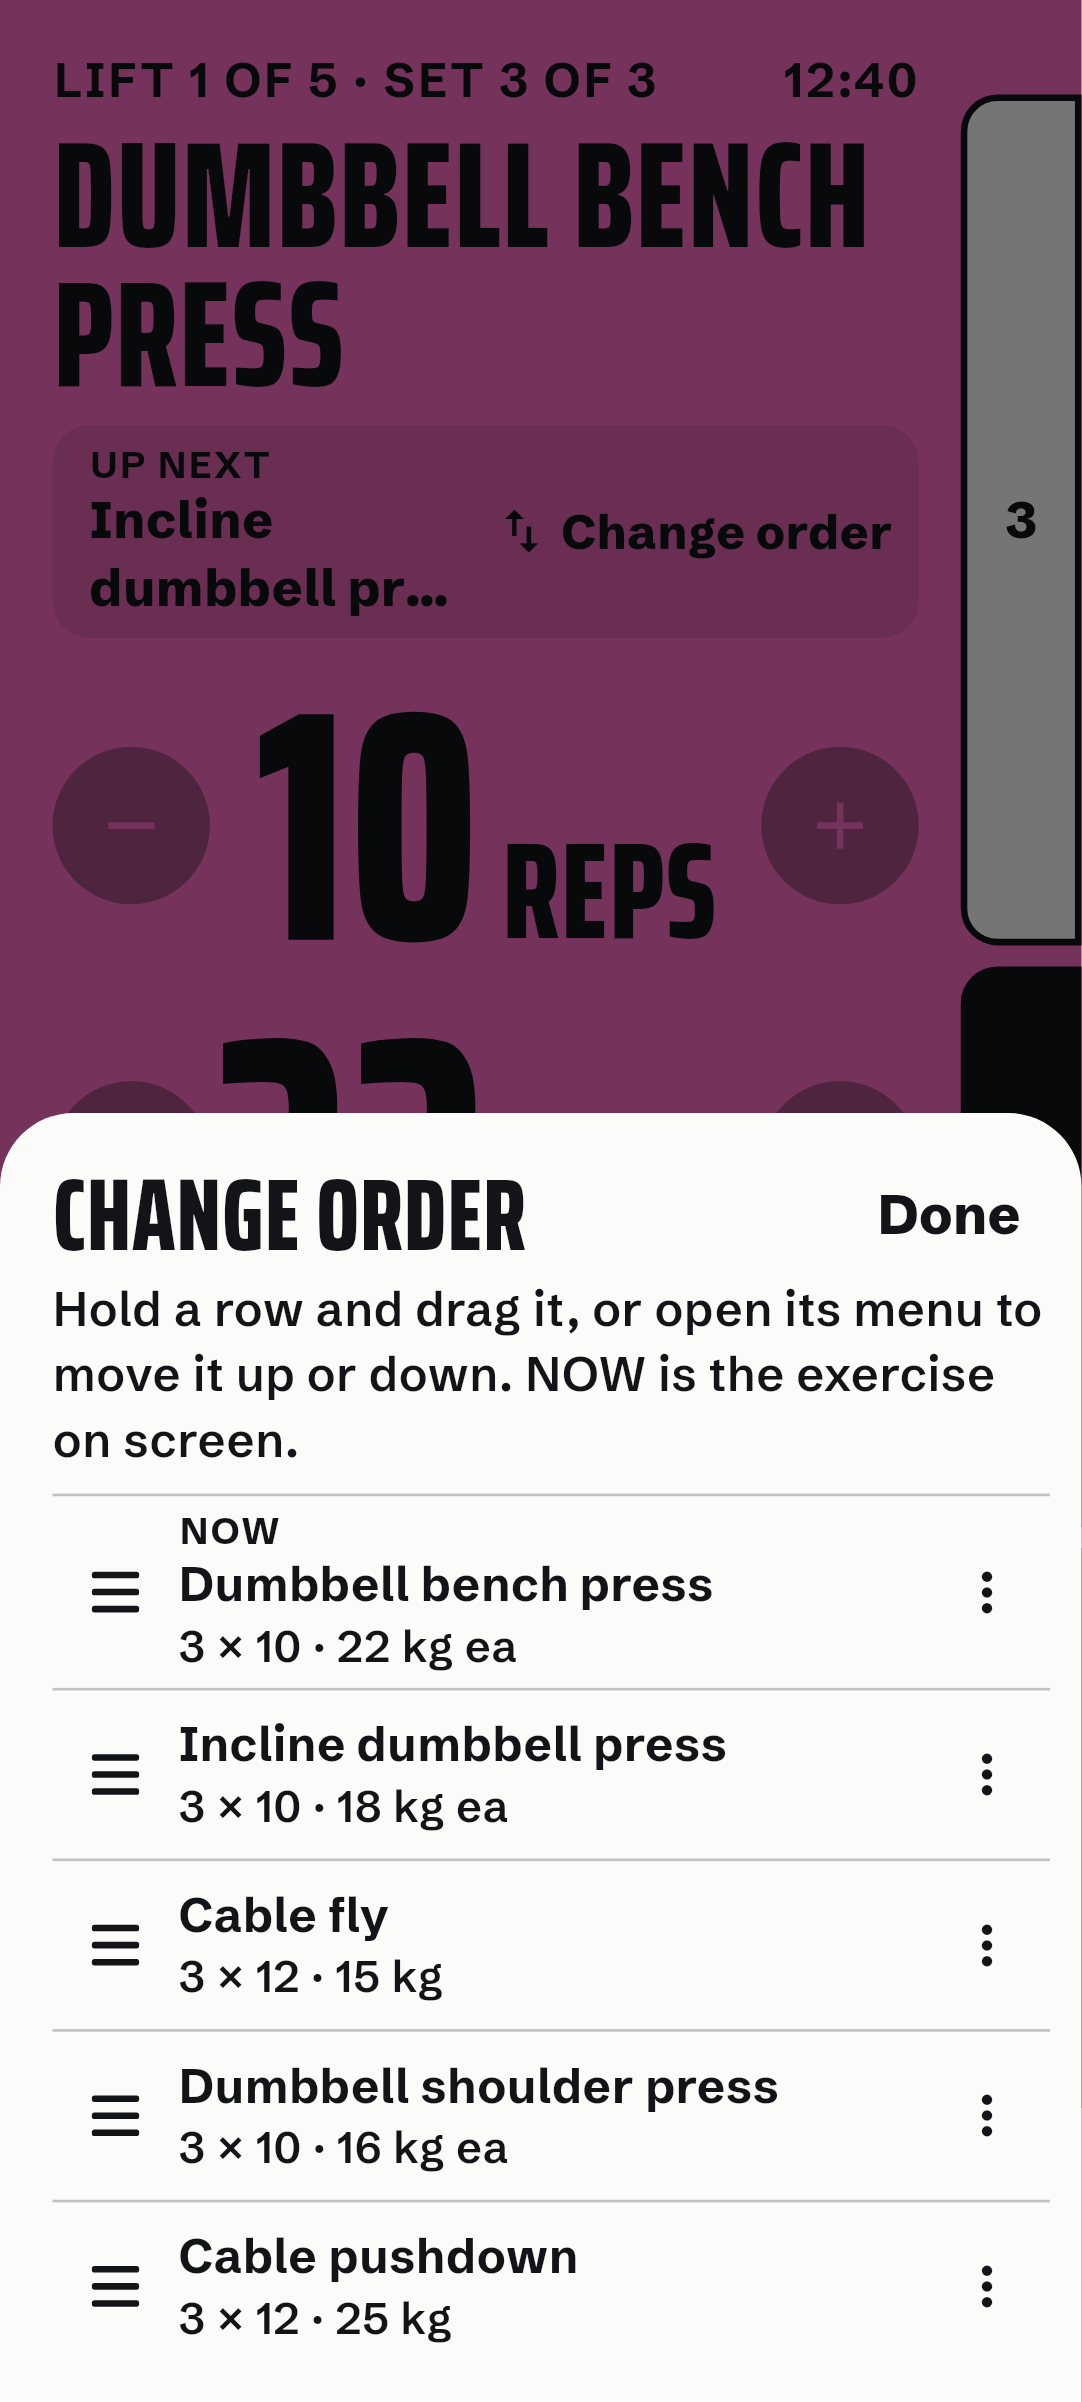 LIFT 1 OF 5 · SET 3 OF 3 12:40
DUMBBELL BENCH
PRESS
UP NEXT
Incline
dumbbell pr...
Change order
3
10 REPS
CHANGE ORDER
Done
Hold a row and drag it, or open its menu to
move it up or down. NOW is the exercise
on screen.
NOW
Dumbbell bench press
3 × 10 · 22 kg ea
Incline dumbbell press
3 × 10 · 18 kg ea
Cable fly
3 × 12 · 15 kg
Dumbbell shoulder press
3 × 10 · 16 kg ea
Cable pushdown
3 × 12 · 25 kg